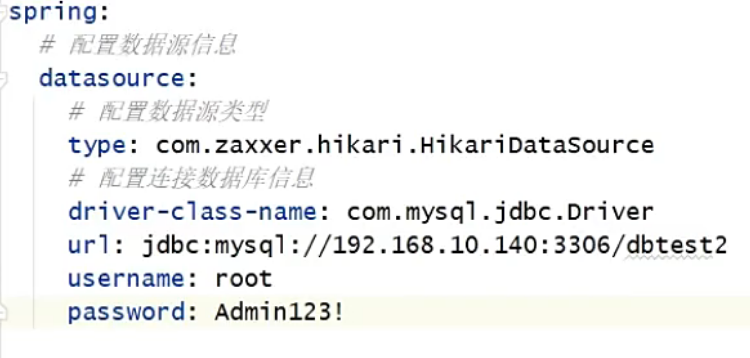 spring:
# 配置数据源信息
datasource:
# 配置数据源类型
type: com.zaxxer.hikari.HikariDataSource
# 配置连接数据库信息
driver-class-name: com.mysql.jdbc.Driver
url: jdbc:mysql://192.168.10.140:3306/dbtest2
username: root
password: Admin123!